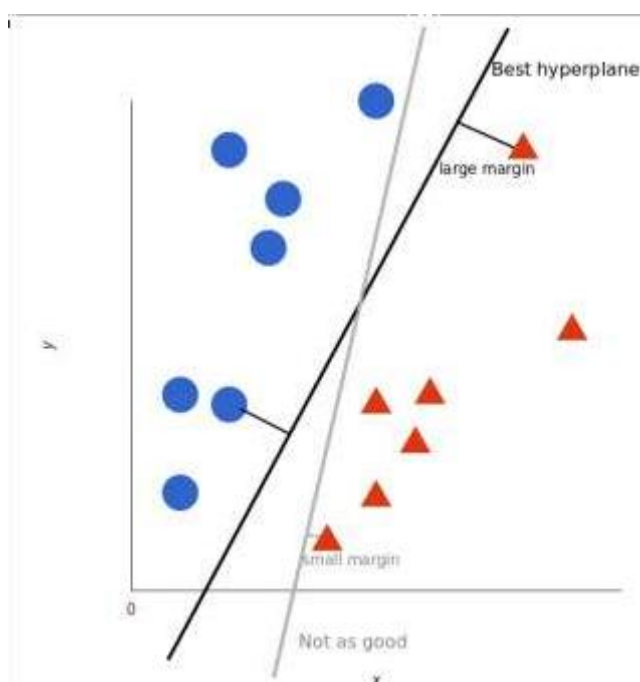 Best hyperplane
large margin
y
small margin
0
Not as good
x